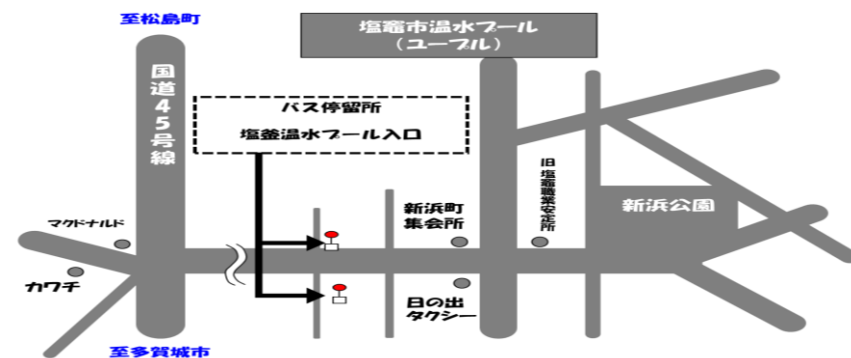 至松島町
塩竈市温水プール
（ユープル）
国道45号線
バス停留所
塩釜温水プール入口
旧塩竈職業安定所
マクドナルド
新浜町
集会所
新浜公園
カワチ
日の出
タクシー
至多賀城市